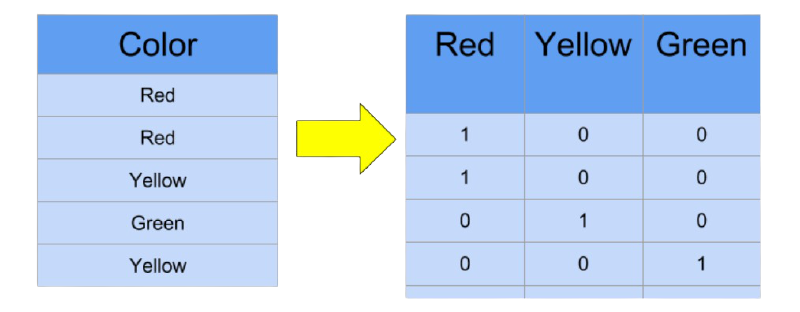 Color
Red
Red
Yellow
Green
Yellow
Red Yellow Green
1 0 0
1 0 0
0 1 0
0 0 1